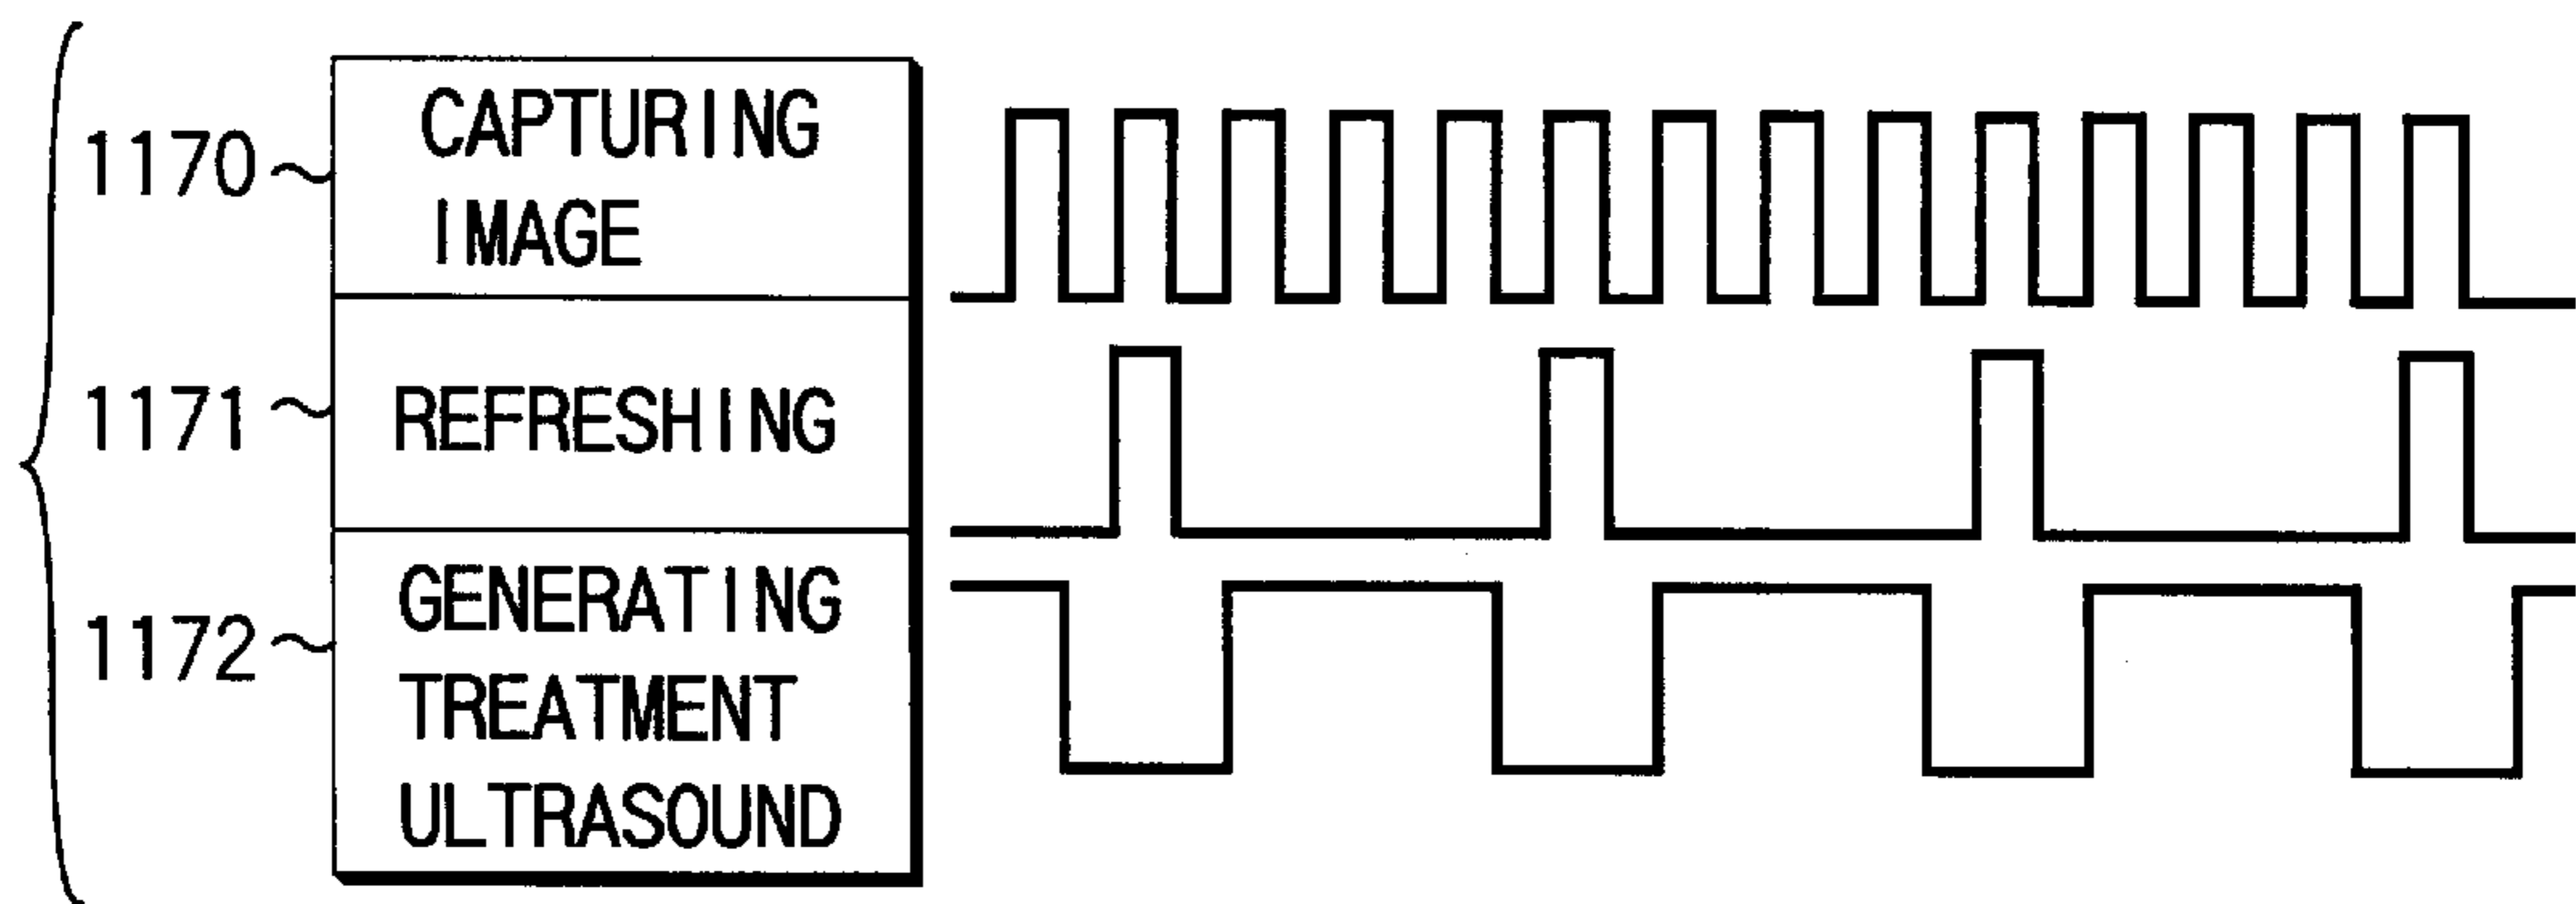 1170
CAPTURING
IMAGE
1171
REFRESHING
1172
GENERATING
TREATMENT
ULTRASOUND